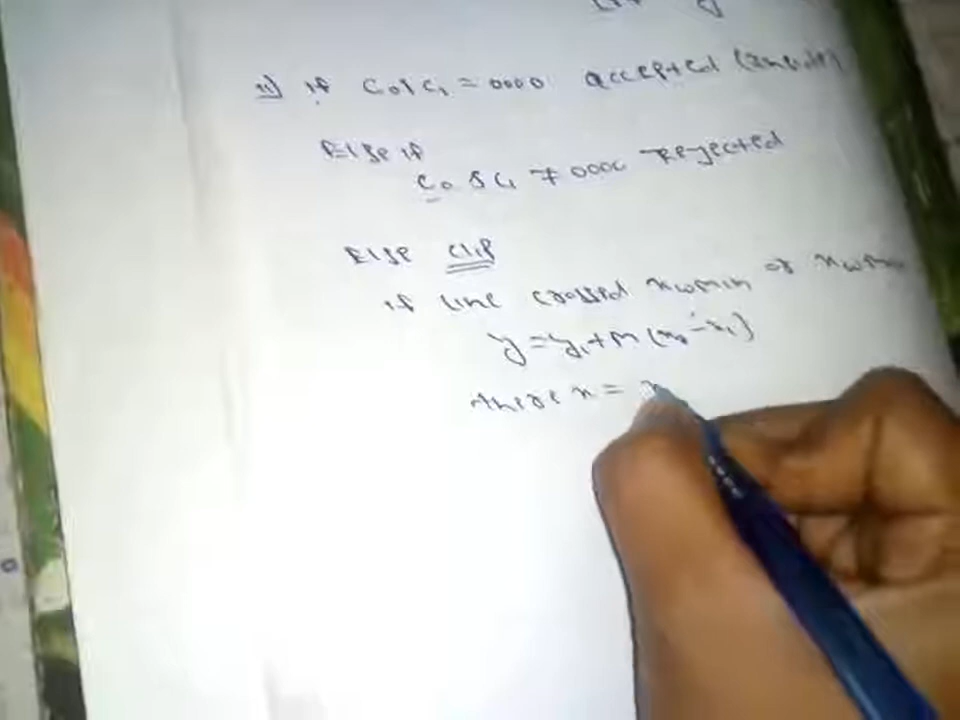 ii) if C0 | C1 = 0000 accepted (inside)
Else if
C0 & C1 ≠ 0000 Rejected
Else CLIP
if line crossed xwmin or
y = y1 + m (x - x1)
where x =